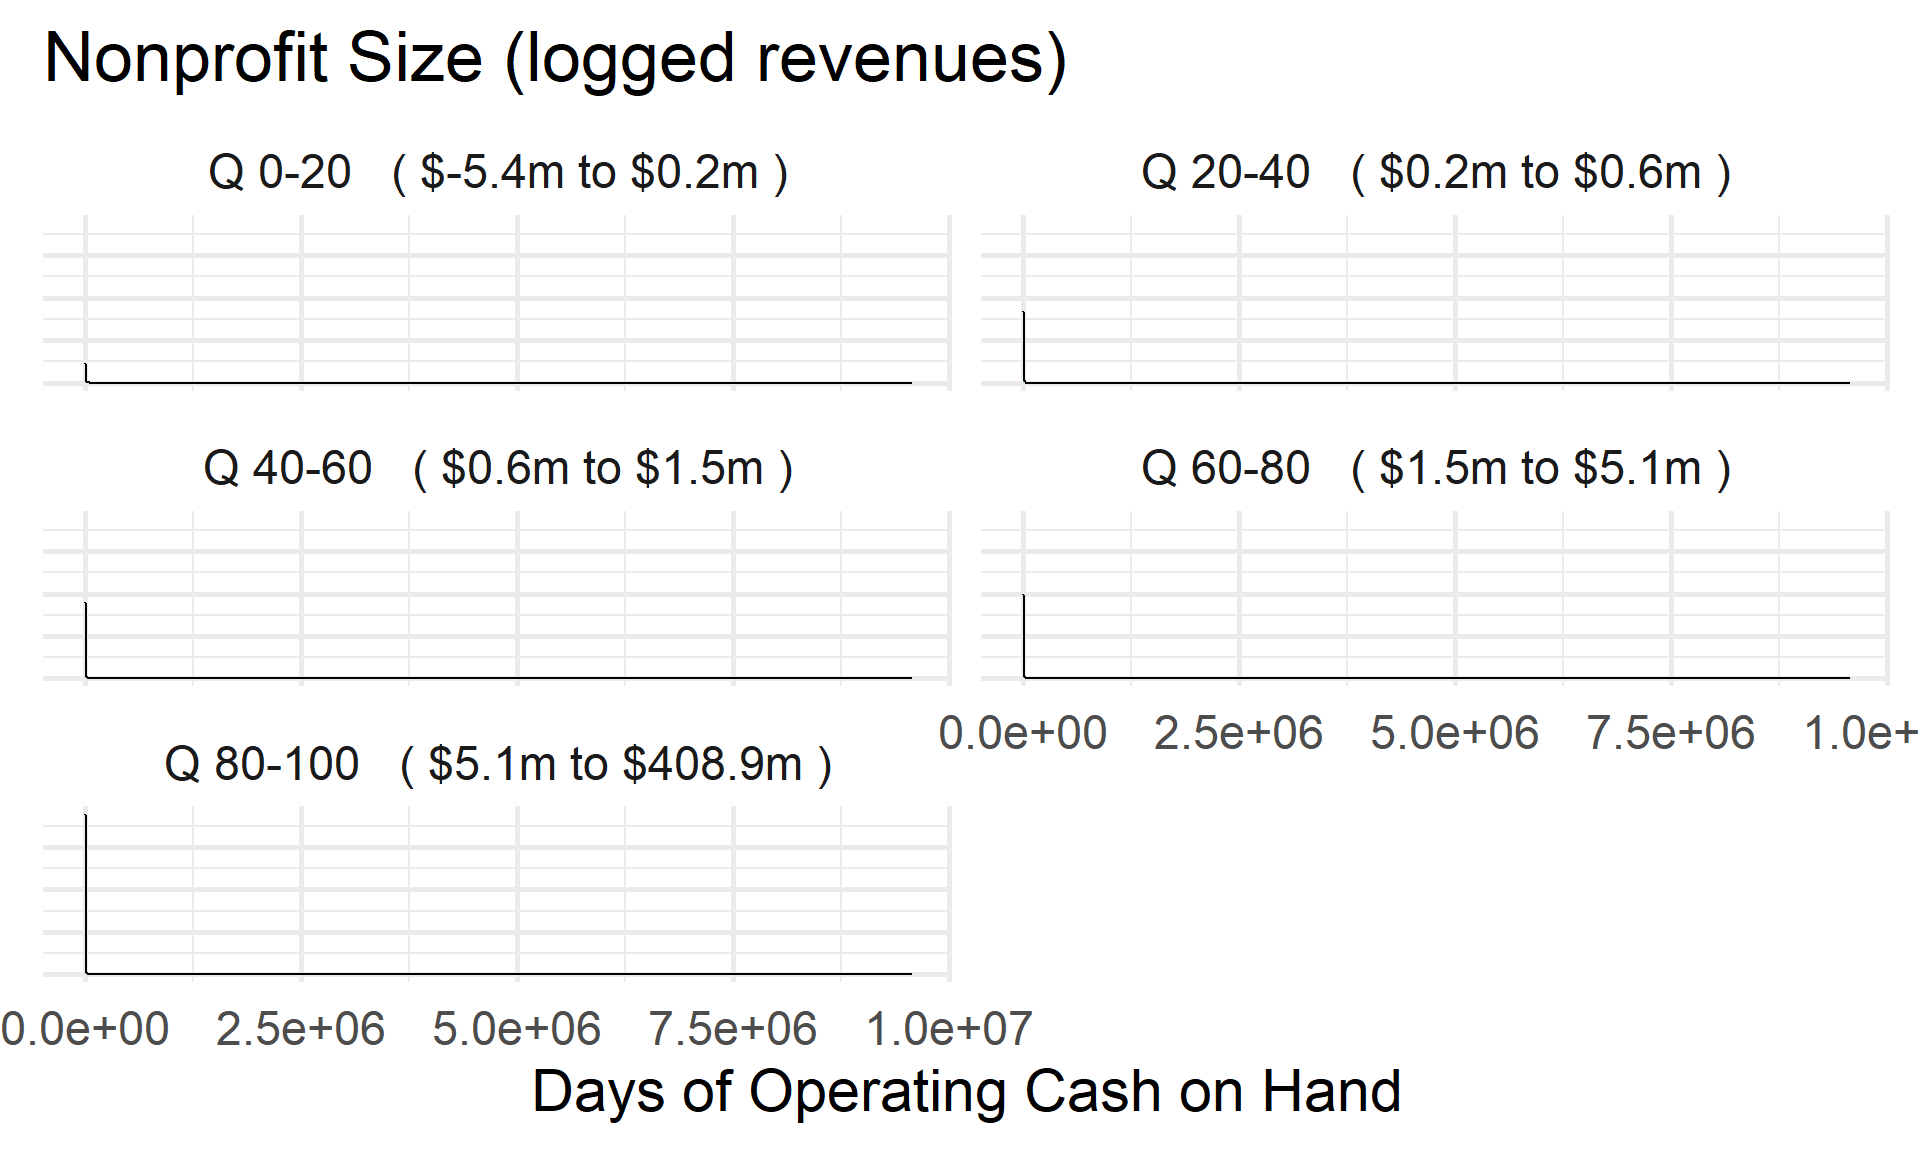 Nonprofit Size (logged revenues)
Q 0-20 ( $-5.4m to $0.2m )
Q 20-40 ( $0.2m to $0.6m )
Q 40-60 ( $0.6m to $1.5m )
Q 60-80 ( $1.5m to $5.1m )
0.0e+00 2.5e+06 5.0e+06 7.5e+06 1.0e+
Q 80-100 ( $5.1m to $408.9m )
0.0e+00 2.5e+06 5.0e+06 7.5e+06 1.0e+07
Days of Operating Cash on Hand